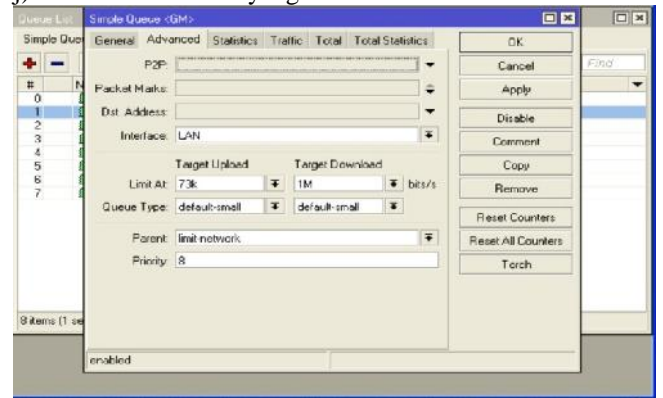 Queue List
Simple Queue <GM>
Simple Que
General Advanced Statistics Traffic Total Total Statistics
OK
P2P:
Cancel
Find
#
Packet Marks:
Apply
0
Dst. Address:
1
Disable
2
Interface: LAN
3
Comment
4
Target Upload Target Download
5
Copy
6
Limit At: 73k 1M bits/s
Remove
7
Queue Type: default-small default-small
Reset Counters
Parent: limit-network
Reset All Counters
Priority: 8
Torch
8 items (1 se
enabled